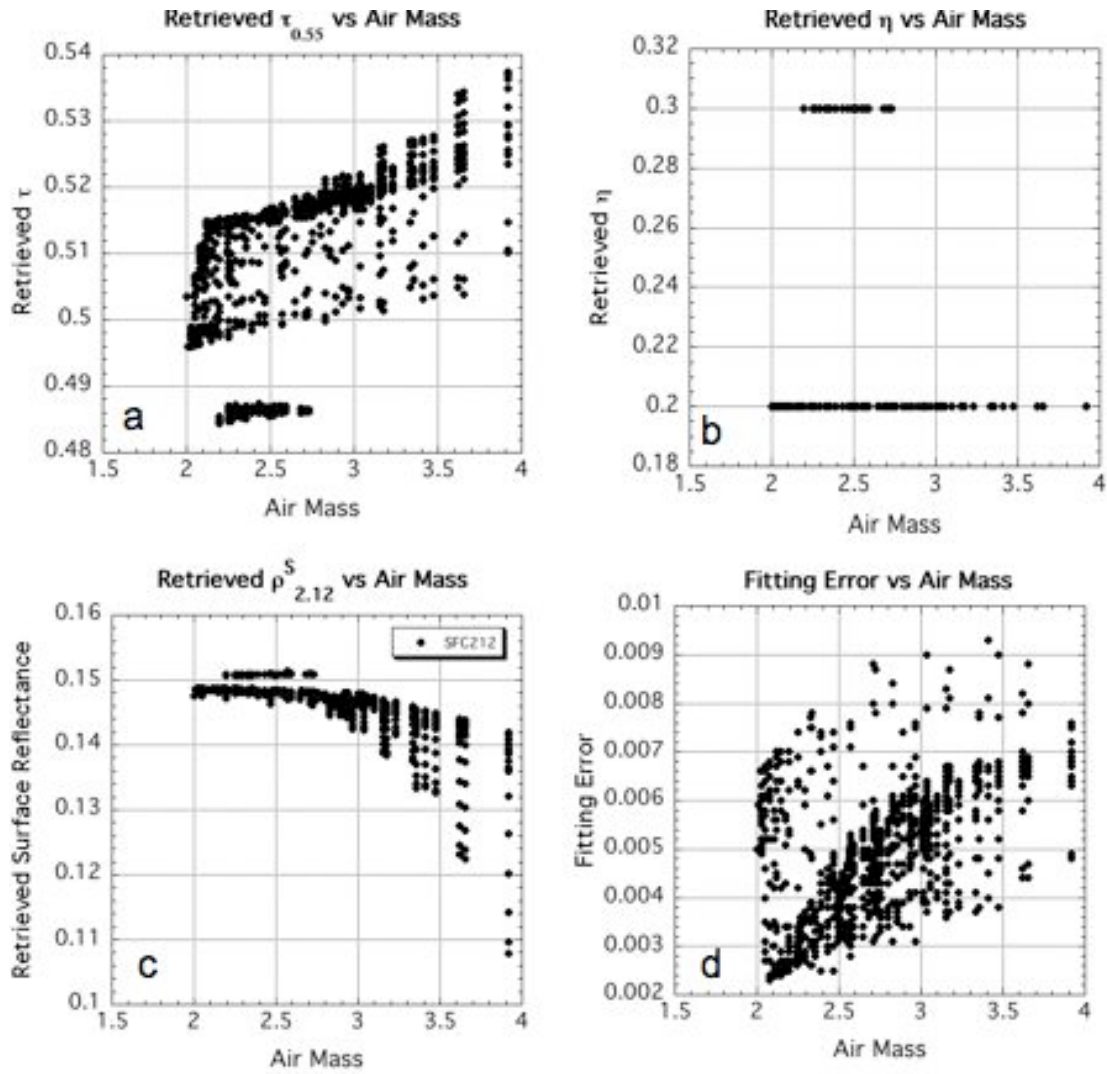 Retrieved τ0.55 vs Air Mass
0.54
0.53
0.52
0.51
0.5
0.49
0.48
Retrieved τ
a
1.5 2 2.5 3 3.5 4
Air Mass
Retrieved η vs Air Mass
0.32
0.3
0.28
0.26
0.24
0.22
0.2
0.18
Retrieved η
b
1.5 2 2.5 3 3.5 4
Air Mass
Retrieved ρS2.12 vs Air Mass
0.16
0.15
0.14
0.13
0.12
0.11
0.1
Retrieved Surface Reflectance
SFC212
c
1.5 2 2.5 3 3.5 4
Air Mass
Fitting Error vs Air Mass
0.01
0.009
0.008
0.007
0.006
0.005
0.004
0.003
0.002
Fitting Error
d
1.5 2 2.5 3 3.5 4
Air Mass